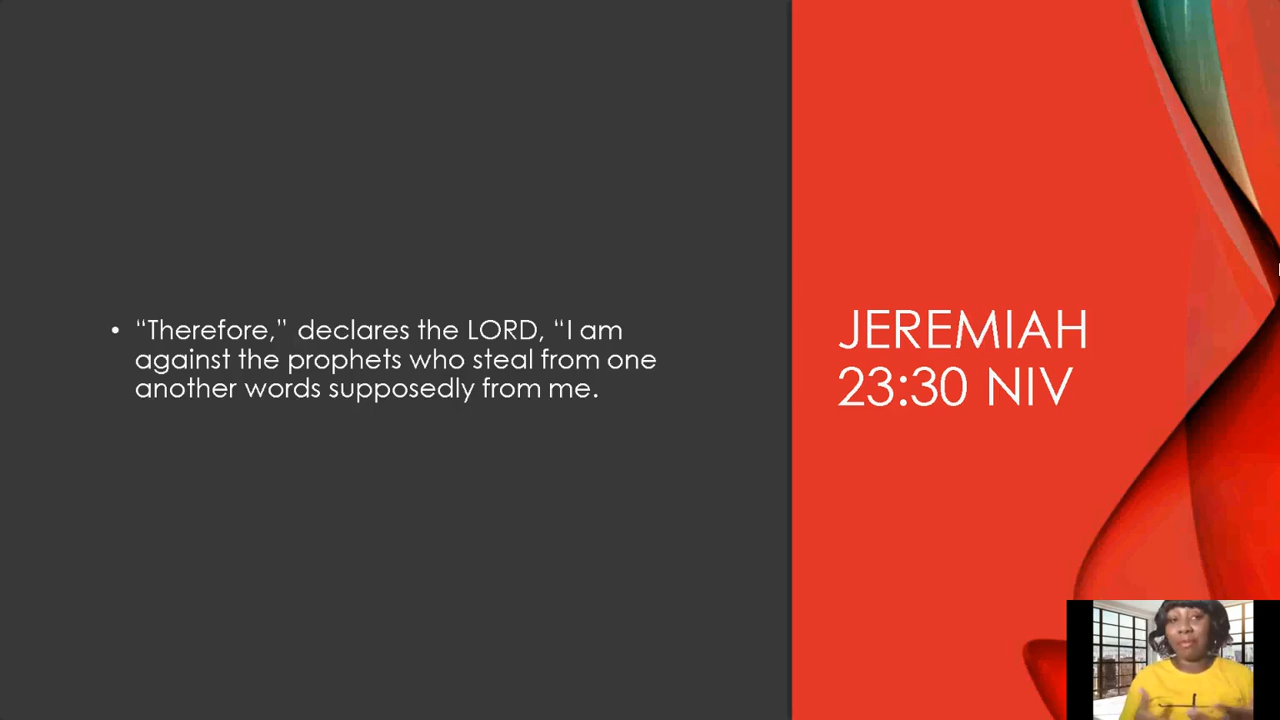 • “Therefore,” declares the LORD, “I am
against the prophets who steal from one
another words supposedly from me.
JEREMIAH
23:30 NIV